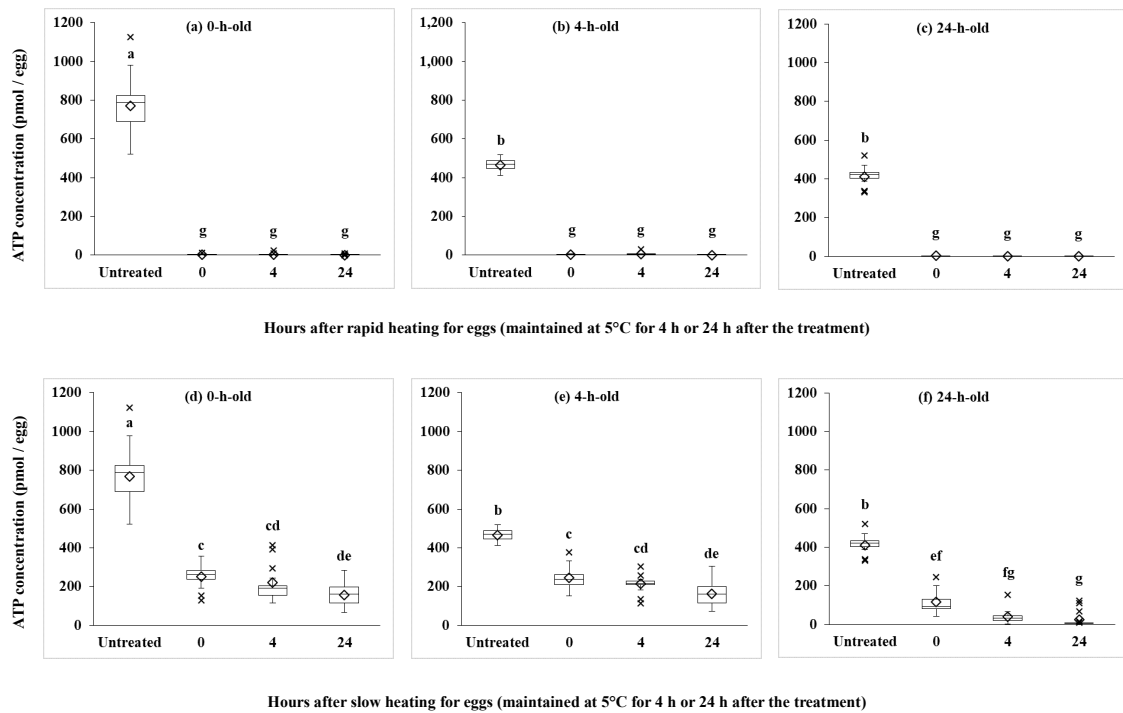 (a) 0-h-old
(b) 4-h-old
(c) 24-h-old
ATP concentration (pmol / egg)
1200
1000
800
600
400
200
0
a
g
g
g
Untreated
0
4
24
1,200
1,000
800
600
400
200
0
b
g
g
g
Untreated
0
4
24
1200
1000
800
600
400
200
0
b
g
g
g
Untreated
0
4
24
Hours after rapid heating for eggs (maintained at 5°C for 4 h or 24 h after the treatment)
(d) 0-h-old
(e) 4-h-old
(f) 24-h-old
ATP concentration (pmol / egg)
1200
1000
800
600
400
200
0
a
c
cd
de
Untreated
0
4
24
1200
1000
800
600
400
200
0
b
c
cd
de
Untreated
0
4
24
1200
1000
800
600
400
200
0
b
ef
fg
g
Untreated
0
4
24
Hours after slow heating for eggs (maintained at 5°C for 4 h or 24 h after the treatment)